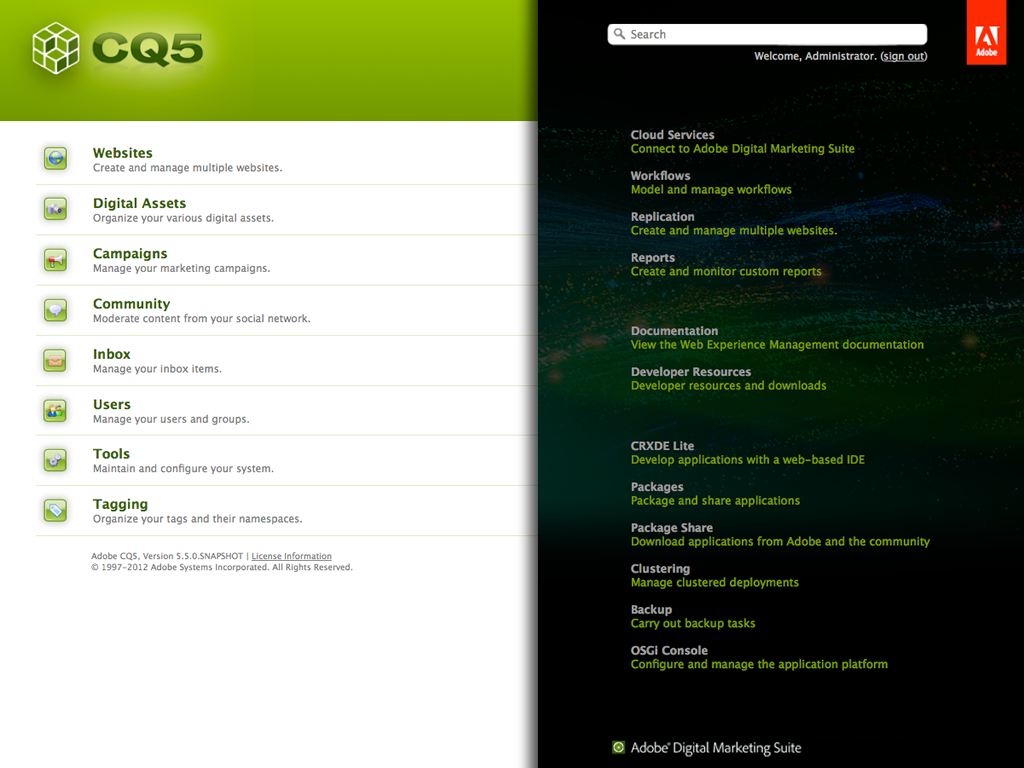 CQ5
Search
Adobe
Welcome, Administrator. (sign out)
Websites
Create and manage multiple websites.
Digital Assets
Organize your various digital assets.
Campaigns
Manage your marketing campaigns.
Community
Moderate content from your social network.
Inbox
Manage your inbox items.
Users
Manage your users and groups.
Tools
Maintain and configure your system.
Tagging
Organize your tags and their namespaces.
Adobe CQ5, Version 5.5.0.SNAPSHOT | License Information
© 1997-2012 Adobe Systems Incorporated. All Rights Reserved.
Cloud Services
Connect to Adobe Digital Marketing Suite
Workflows
Model and manage workflows
Replication
Create and manage multiple websites.
Reports
Create and monitor custom reports
Documentation
View the Web Experience Management documentation
Developer Resources
Developer resources and downloads
CRXDE Lite
Develop applications with a web-based IDE
Packages
Package and share applications
Package Share
Download applications from Adobe and the community
Clustering
Manage clustered deployments
Backup
Carry out backup tasks
OSGi Console
Configure and manage the application platform
Adobe® Digital Marketing Suite